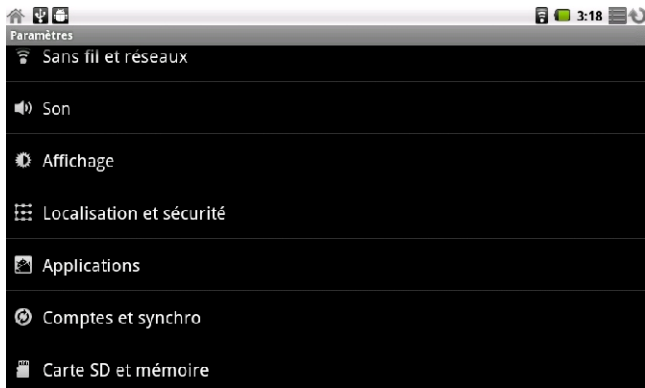 3:18
Paramètres
Sans fil et réseaux
Son
Affichage
Localisation et sécurité
Applications
Comptes et synchro
Carte SD et mémoire